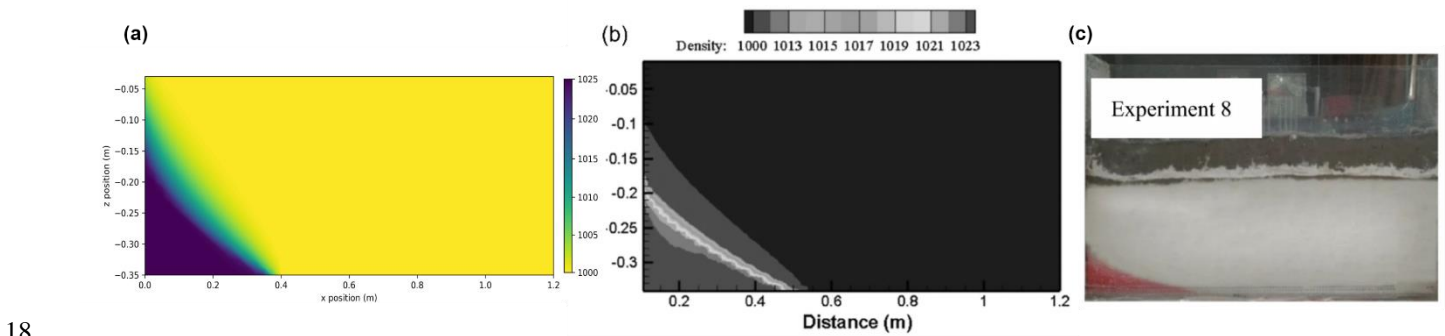 (a)
−0.05
−0.10
−0.15
−0.20
−0.25
−0.30
−0.35
z position (m)
0.0 0.2 0.4 0.6 0.8 1.0 1.2
x position (m)
1025
1020
1015
1010
1005
1000
(b)
Density: 1000 1013 1015 1017 1019 1021 1023
-0.05
-0.1
-0.15
-0.2
-0.25
-0.3
0.2 0.4 0.6 0.8 1 1.2
Distance (m)
(c)
Experiment 8
18